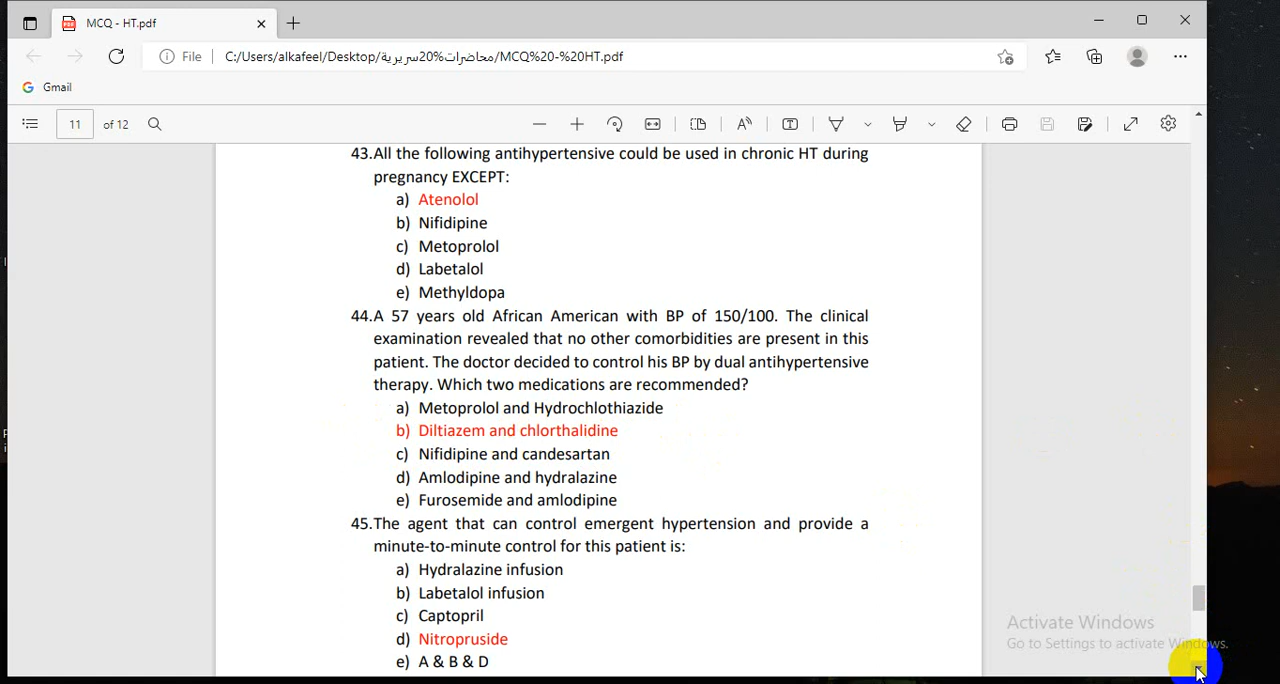 MCQ - HT.pdf
File
C:/Users/alkafeel/Desktop/محاضرات%20سريرية/MCQ%20-%20HT.pdf
Gmail
11 of 12
43.All the following antihypertensive could be used in chronic HT during
pregnancy EXCEPT:
a) Atenolol
b) Nifidipine
c) Metoprolol
d) Labetalol
e) Methyldopa
44.A 57 years old African American with BP of 150/100. The clinical
examination revealed that no other comorbidities are present in this
patient. The doctor decided to control his BP by dual antihypertensive
therapy. Which two medications are recommended?
a) Metoprolol and Hydrochlothiazide
b) Diltiazem and chlorthalidine
c) Nifidipine and candesartan
d) Amlodipine and hydralazine
e) Furosemide and amlodipine
45.The agent that can control emergent hypertension and provide a
minute-to-minute control for this patient is:
a) Hydralazine infusion
b) Labetalol infusion
c) Captopril
d) Nitropruside
e) A & B & D
Activate Windows
Go to Settings to activate Windows.